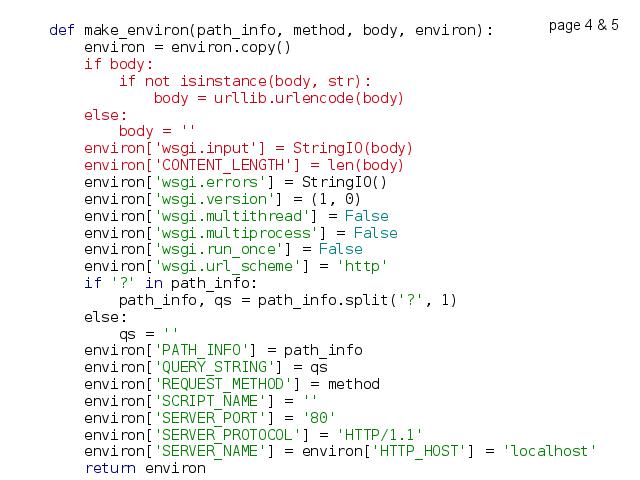 page 4 & 5
def make_environ(path_info, method, body, environ):
    environ = environ.copy()
    if body:
        if not isinstance(body, str):
            body = urllib.urlencode(body)
    else:
        body = ''
    environ['wsgi.input'] = StringIO(body)
    environ['CONTENT_LENGTH'] = len(body)
    environ['wsgi.errors'] = StringIO()
    environ['wsgi.version'] = (1, 0)
    environ['wsgi.multithread'] = False
    environ['wsgi.multiprocess'] = False
    environ['wsgi.run_once'] = False
    environ['wsgi.url_scheme'] = 'http'
    if '?' in path_info:
        path_info, qs = path_info.split('?', 1)
    else:
        qs = ''
    environ['PATH_INFO'] = path_info
    environ['QUERY_STRING'] = qs
    environ['REQUEST_METHOD'] = method
    environ['SCRIPT_NAME'] = ''
    environ['SERVER_PORT'] = '80'
    environ['SERVER_PROTOCOL'] = 'HTTP/1.1'
    environ['SERVER_NAME'] = environ['HTTP_HOST'] = 'localhost'
    return environ